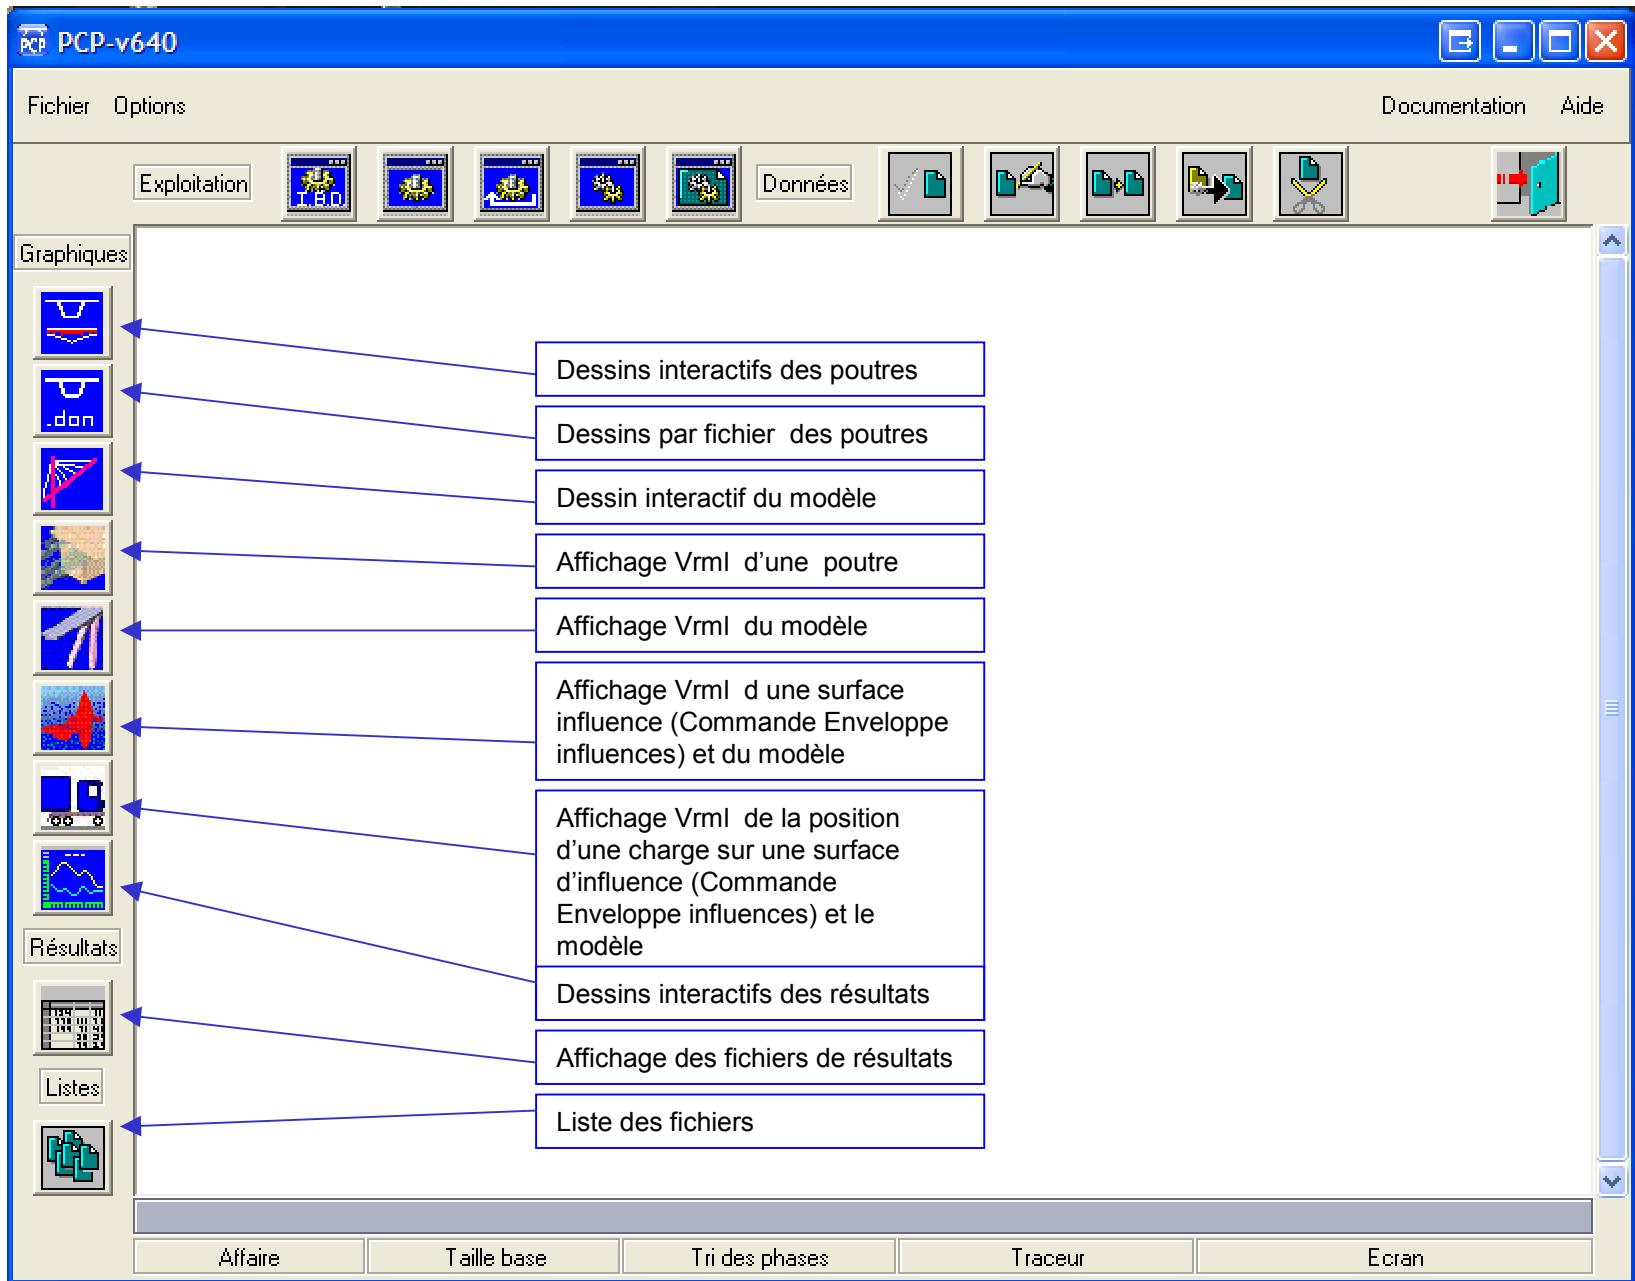 PCP-v640
Fichier Options Documentation Aide
Exploitation
I.B.D
Données
Graphiques
.don
Dessins interactifs des poutres
Dessins par fichier des poutres
Dessin interactif du modèle
Affichage Vrml d'une poutre
Affichage Vrml du modèle
Affichage Vrml d une surface
influence (Commande Enveloppe
influences) et du modèle
Affichage Vrml de la position
d'une charge sur une surface
d'influence (Commande
Enveloppe influences) et le
modèle
Résultats
Dessins interactifs des résultats
Affichage des fichiers de résultats
Listes
Liste des fichiers
Affaire Taille base Tri des phases Traceur Ecran